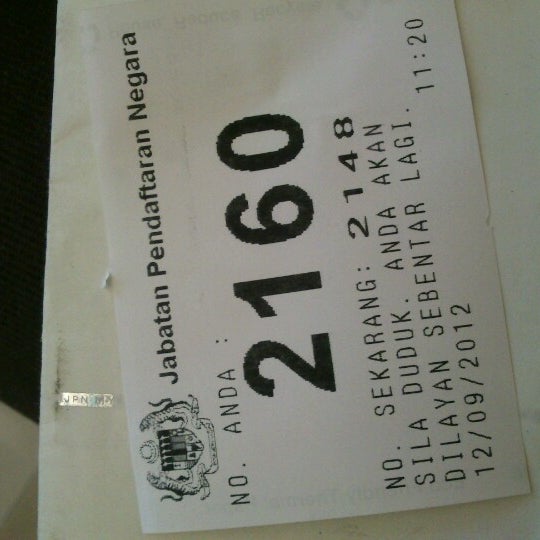 Jabatan Pendaftaran Negara
NO. ANDA :
2160
NO. SEKARANG: 2148
SILA DUDUK. ANDA AKAN
DILAYAN SEBENTAR LAGI.
12/09/2012 11:20